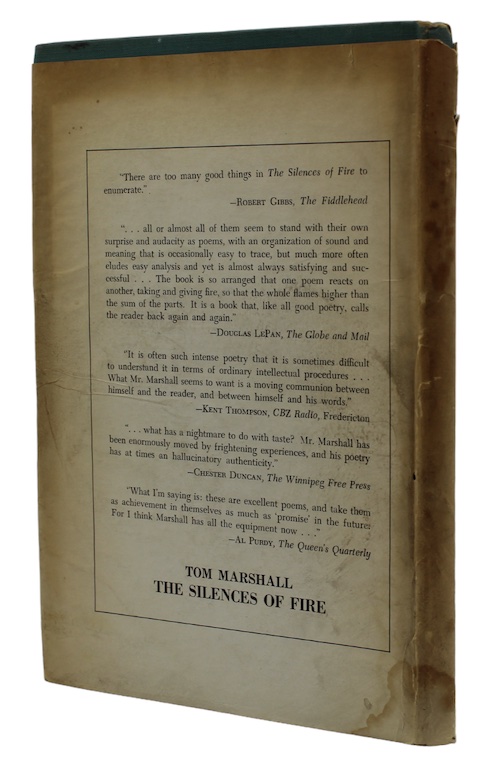 "There are too many good things in The Silences of Fire to
enumerate."
—Robert Gibbs, The Fiddlehead
". . . all or almost all of them seem to stand with their own
surprise and audacity as poems, with an organization of sound and
meaning that is occasionally easy to trace, but much more often
eludes easy analysis and yet is almost always satisfying and suc-
cessful . . . The book is so arranged that one poem reacts on
another, taking and giving fire, so that the whole flames higher than
the sum of the parts. It is a book that, like all good poetry, calls
the reader back again and again."
—Douglas LePan, The Globe and Mail
"It is often such intense poetry that it is sometimes difficult
to understand it in terms of ordinary intellectual procedures . . .
What Mr. Marshall seems to want is a moving communion between
himself and the reader, and between himself and his words."
—Kent Thompson, CBZ Radio, Fredericton
". . . what has a nightmare to do with taste? Mr. Marshall has
been enormously moved by frightening experiences, and his poetry
has at times an hallucinatory authenticity."
—Chester Duncan, The Winnipeg Free Press
"What I'm saying is: these are excellent poems, and take them
as achievement in themselves as much as 'promise' in the future:
For I think Marshall has all the equipment now . . ."
—Al Purdy, The Queen's Quarterly
TOM MARSHALL
THE SILENCES OF FIRE